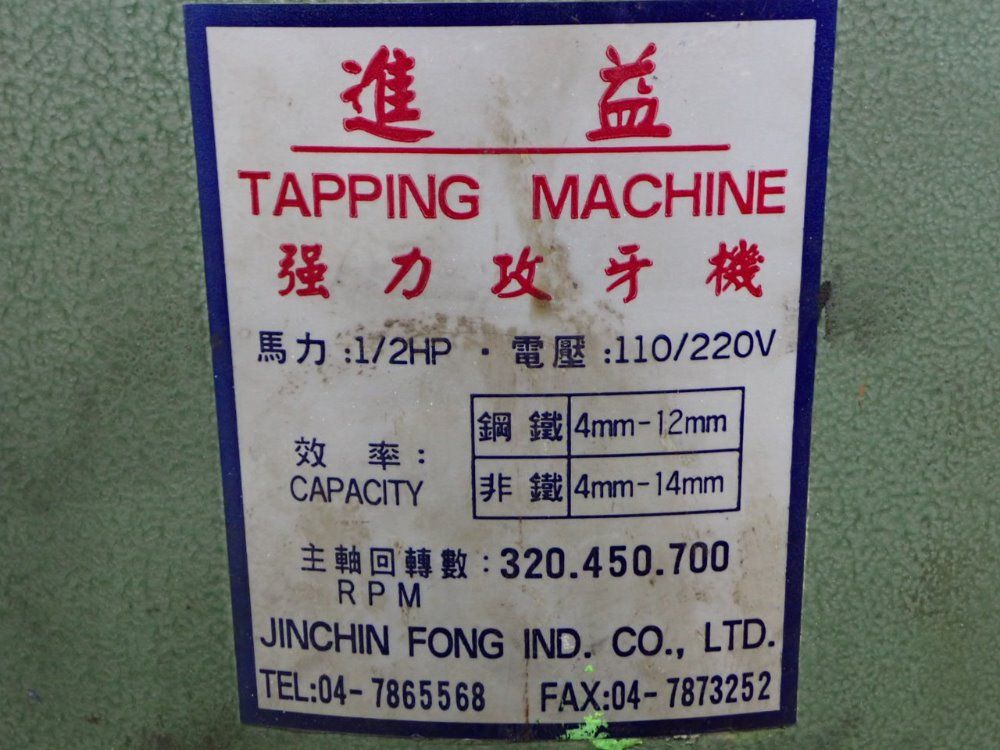 進 益
TAPPING MACHINE
强力攻牙機
馬力:1/2HP · 電壓:110/220V
效率:
CAPACITY
鋼鐵 4mm-12mm
非鐵 4mm-14mm
主軸回轉數:320.450.700
RPM
JINCHIN FONG IND. CO., LTD.
TEL:04-7865568 FAX:04-7873252